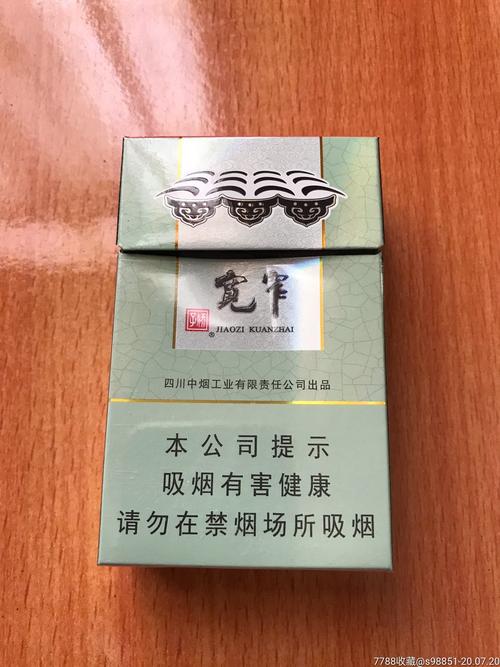 宽窄
娇子
® JIAOZI KUANZHAI
四川中烟工业有限责任公司出品
本公司提示
吸烟有害健康
请勿在禁烟场所吸烟
7788收藏@s98851-20.07.20